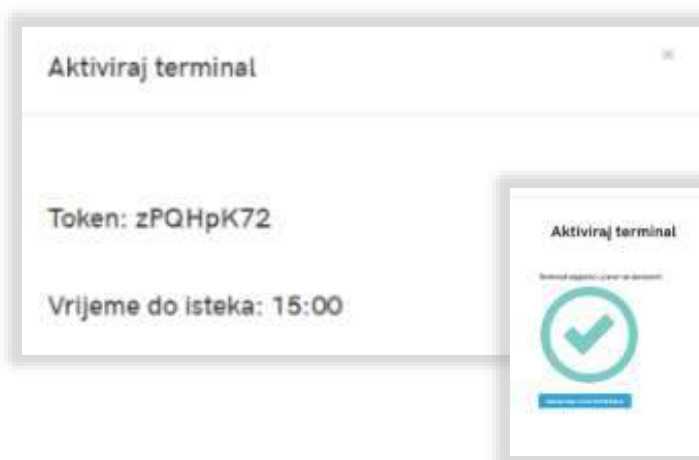 Aktiviraj terminal
Token: zPQHpK72
Vrijeme do isteka: 15:00
Aktiviraj terminal